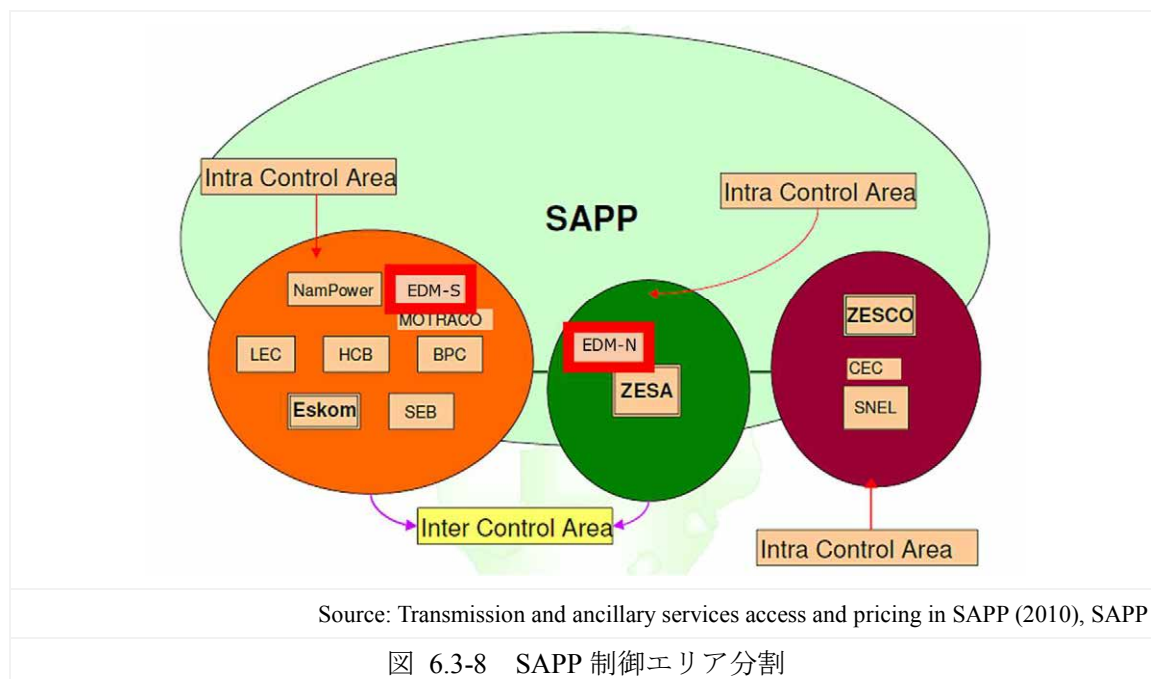 Intra Control Area
Intra Control Area
SAPP
NamPower
EDM-S
MOTRACO
LEC
HCB
BPC
Eskom
SEB
EDM-N
ZESA
ZESCO
CEC
SNEL
Inter Control Area
Intra Control Area
Source: Transmission and ancillary services access and pricing in SAPP (2010), SAPP
図 6.3-8 SAPP 制御エリア分割